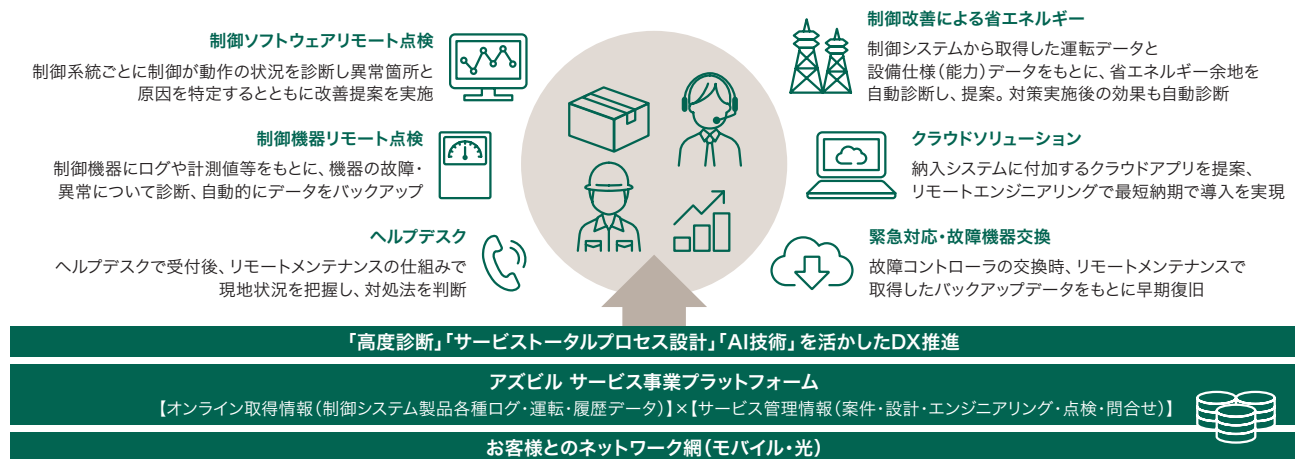 制御ソフトウェアリモート点検
制御系統ごとに制御が動作の状況を診断し異常箇所と
原因を特定するとともに改善提案を実施
制御機器リモート点検
制御機器にログや計測値等をもとに、機器の故障・
異常について診断、自動的にデータをバックアップ
ヘルプデスク
ヘルプデスクで受付後、リモートメンテナンスの仕組みで
現地状況を把握し、対処法を判断
制御改善による省エネルギー
制御システムから取得した運転データと
設備仕様（能力）データをもとに、省エネルギー余地を
自動診断し、提案。対策実施後の効果も自動診断
クラウドソリューション
納入システムに付加するクラウドアプリを提案、
リモートエンジニアリングで最短納期で導入を実現
緊急対応・故障機器交換
故障コントローラの交換時、リモートメンテナンスで
取得したバックアップデータをもとに早期復旧
「高度診断」「サービストータルプロセス設計」「AI技術」を活かしたDX推進
アズビル サービス事業プラットフォーム
【オンライン取得情報（制御システム製品各種ログ・運転・履歴データ）】×【サービス管理情報（案件・設計・エンジニアリング・点検・問合せ）】
お客様とのネットワーク網（モバイル・光）